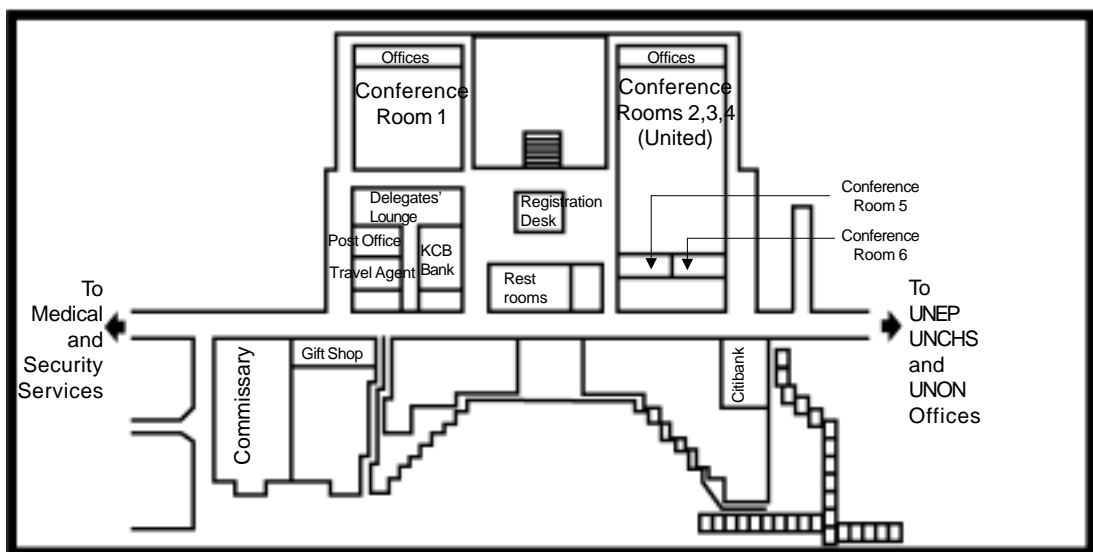 Offices
Conference
Room 1
Offices
Conference
Rooms 2,3,4
(United)
Delegates'
Lounge
Post Office
Travel Agent
KCB
Bank
Registration
Desk
Rest
rooms
Conference
Room 5
Conference
Room 6
To
Medical
and
Security
Services
To
UNEP
UNCHS
and
UNON
Offices
Commissary
Gift Shop
Citibank